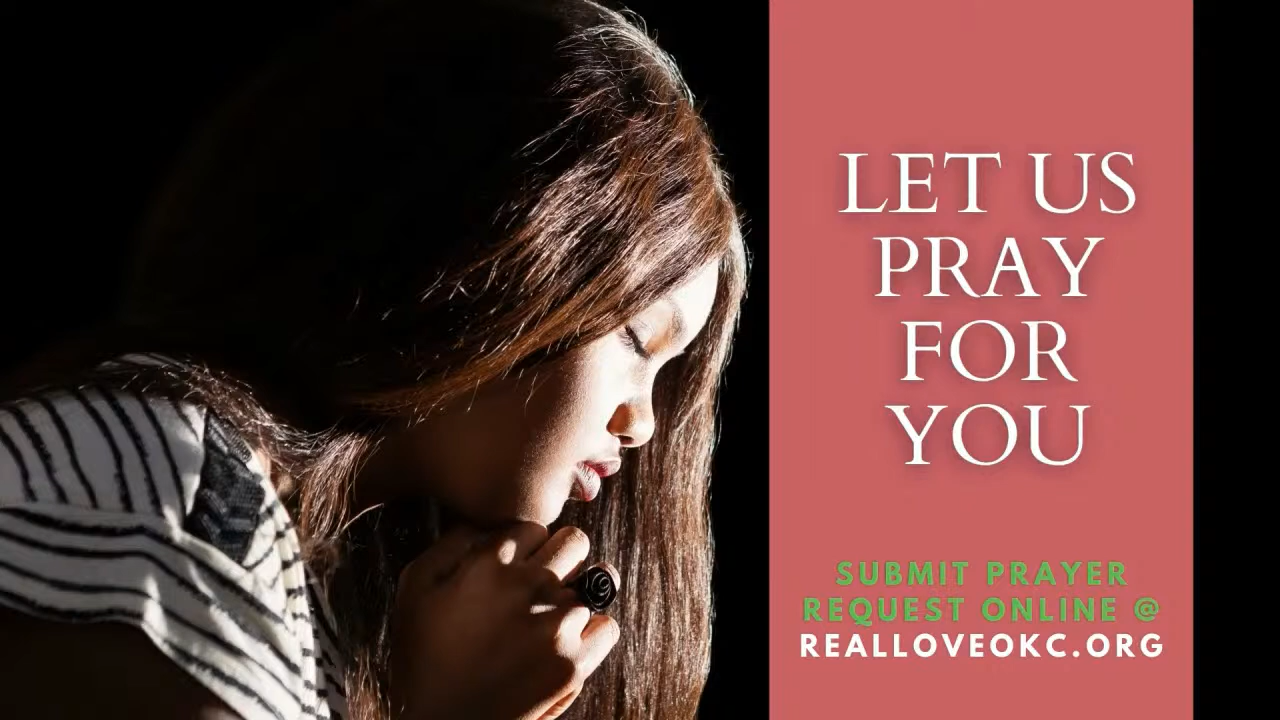 LET US
PRAY
FOR
YOU
SUBMIT PRAYER
REQUEST ONLINE @
REALLOVEOKC.ORG